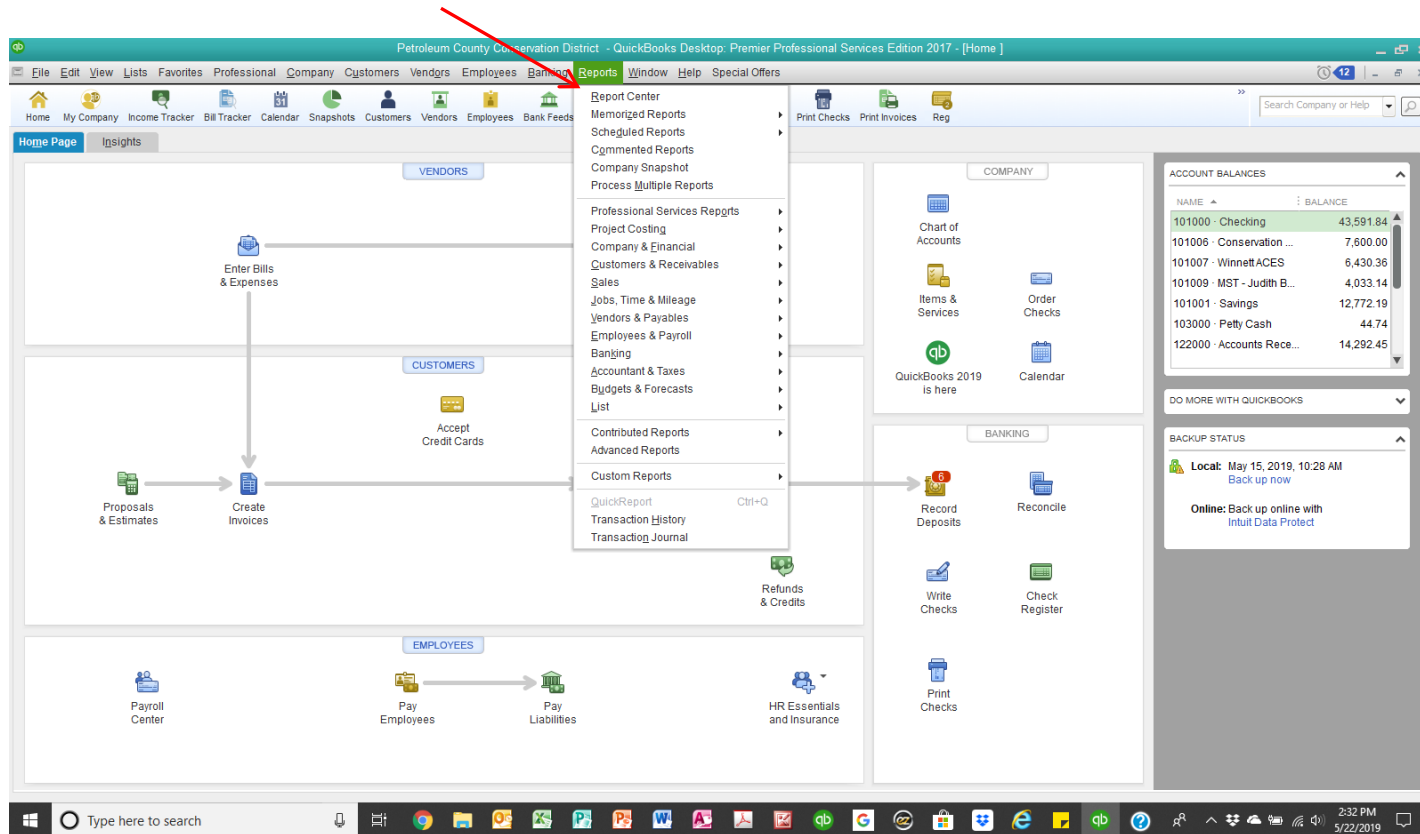 Petroleum County Conservation District - QuickBooks Desktop: Premier Professional Services Edition 2017 - [Home ]
File Edit View Lists Favorites Professional Company Customers Vendors Employees Banking Reports Window Help Special Offers
12
Home My Company Income Tracker Bill Tracker Calendar Snapshots Customers Vendors Employees Bank Feeds Print Checks Print Invoices Reg
Search Company or Help
Home Page Insights
Report Center
Memorized Reports
Scheduled Reports
Commented Reports
Company Snapshot
Process Multiple Reports
Professional Services Reports
Project Costing
Company & Financial
Customers & Receivables
Sales
Jobs, Time & Mileage
Vendors & Payables
Employees & Payroll
Banking
Accountant & Taxes
Budgets & Forecasts
List
Contributed Reports
Advanced Reports
Custom Reports
QuickReport Ctrl+Q
Transaction History
Transaction Journal
VENDORS
Enter Bills
& Expenses
CUSTOMERS
Accept
Credit Cards
Proposals
& Estimates
Create
Invoices
Refunds
& Credits
EMPLOYEES
Payroll
Center
Pay
Employees
Pay
Liabilities
HR Essentials
and Insurance
COMPANY
Chart of
Accounts
Items &
Services
Order
Checks
QuickBooks 2019
is here
Calendar
BANKING
6
Record
Deposits
Reconcile
Write
Checks
Check
Register
Print
Checks
ACCOUNT BALANCES
NAME BALANCE
101000 · Checking 43,591.84
101006 · Conservation ... 7,600.00
101007 · Winnett ACES 6,430.36
101009 · MST - Judith B... 4,033.14
101001 · Savings 12,772.19
103000 · Petty Cash 44.74
122000 · Accounts Rece... 14,292.45
DO MORE WITH QUICKBOOKS
BACKUP STATUS
Local: May 15, 2019, 10:28 AM
Back up now
Online: Back up online with
Intuit Data Protect
Type here to search
2:32 PM
5/22/2019